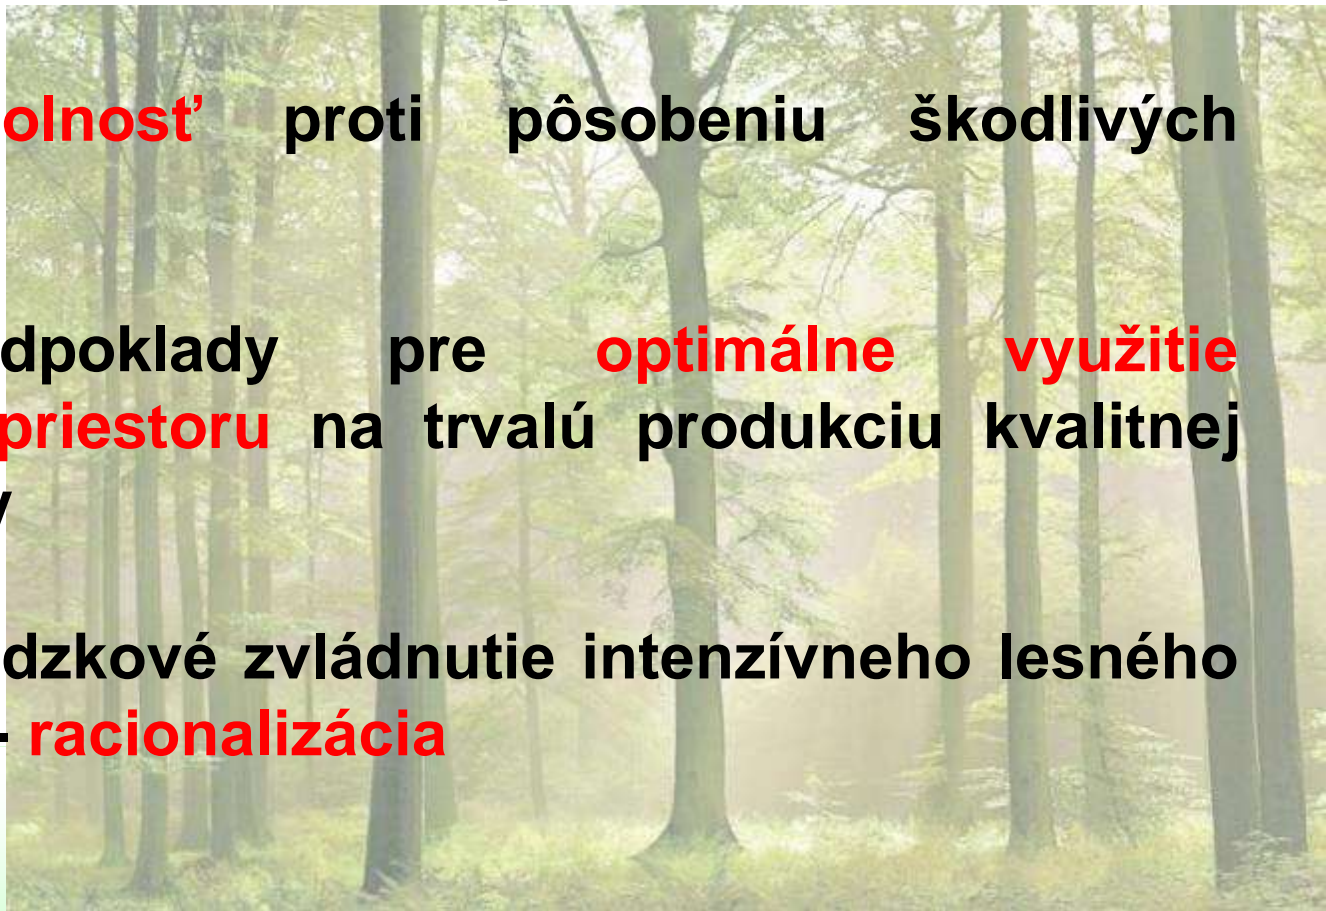 olnosť proti pôsobeniu škodlivých
dpoklady pre optimálne využitie
priestoru na trvalú produkciu kvalitnej
dzkové zvládnutie intenzívneho lesného
- racionalizácia